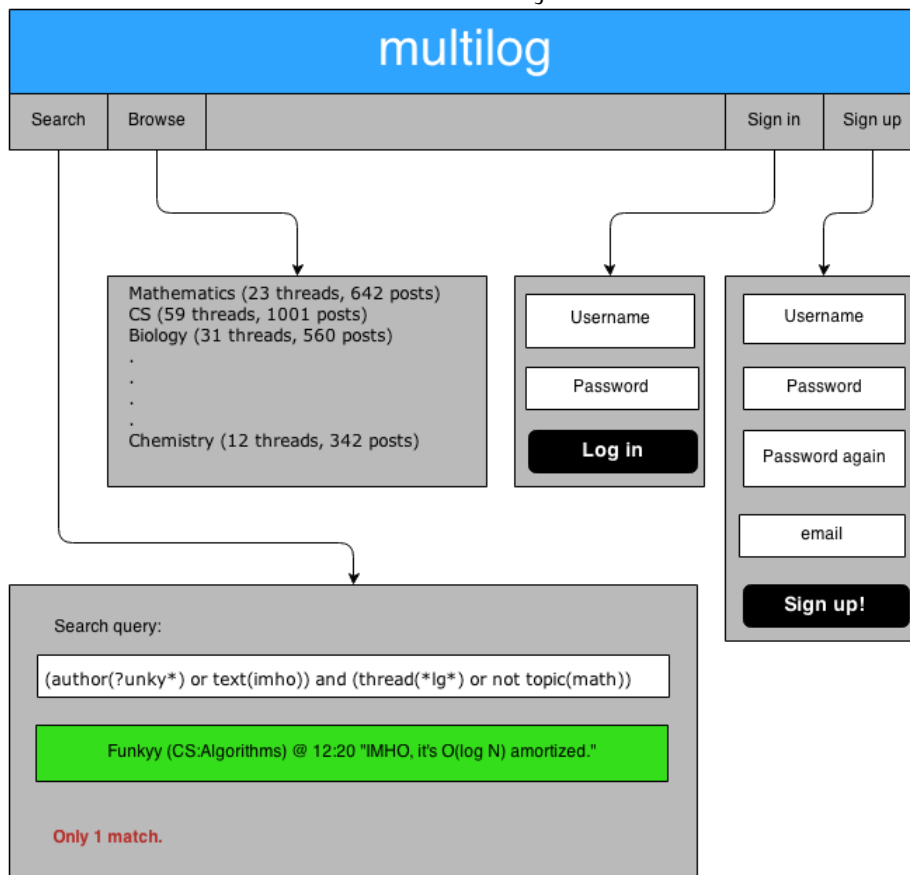 multilog
Search
Browse
Sign in
Sign up
Mathematics (23 threads, 642 posts)
CS (59 threads, 1001 posts)
Biology (31 threads, 560 posts)
.
.
.
.
Chemistry (12 threads, 342 posts)
Username
Password
Log in
Username
Password
Password again
email
Sign up!
Search query:
(author(?unky*) or text(imho)) and (thread(*lg*) or not topic(math))
Funkyy (CS:Algorithms) @ 12:20 "IMHO, it's O(log N) amortized."
Only 1 match.